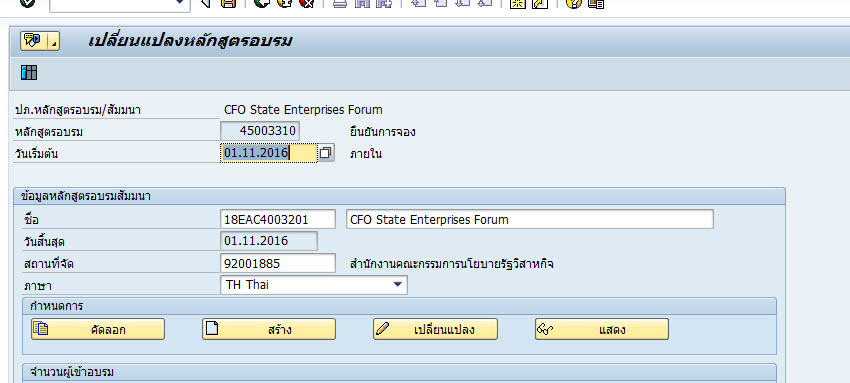 เปลี่ยนแปลงหลักสูตรอบรม
ปภ.หลักสูตรอบรม/สัมมนา CFO State Enterprises Forum
หลักสูตรอบรม 45003310 ยืนยันการจอง
วันเริ่มต้น 01.11.2016 ภายใน
ข้อมูลหลักสูตรอบรมสัมมนา
ชื่อ 18EAC4003201 CFO State Enterprises Forum
วันสิ้นสุด 01.11.2016
สถานที่จัด 92001885 สำนักงานคณะกรรมการนโยบายรัฐวิสาหกิจ
ภาษา TH Thai
กำหนดการ
คัดลอก สร้าง เปลี่ยนแปลง แสดง
จำนวนผู้เข้าอบรม